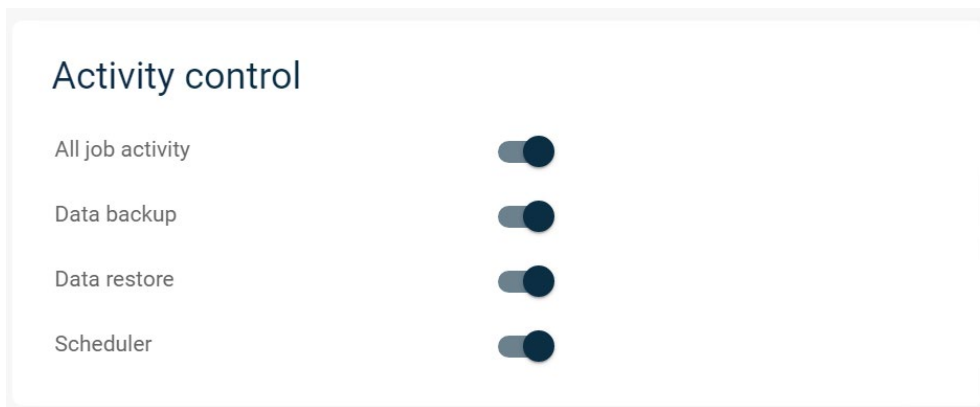 Activity control
All job activity
Data backup
Data restore
Scheduler